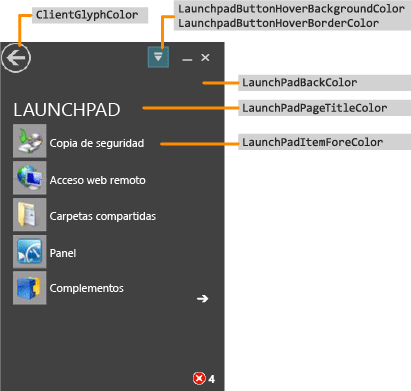 ClientGlyphColor
LaunchpadButtonHoverBackgroundColor
LaunchpadButtonHoverBorderColor
LaunchPadBackColor
LAUNCHPAD
LaunchPadPageTitleColor
Copia de seguridad
LaunchPadItemForeColor
Acceso web remoto
Carpetas compartidas
Panel
Complementos
4